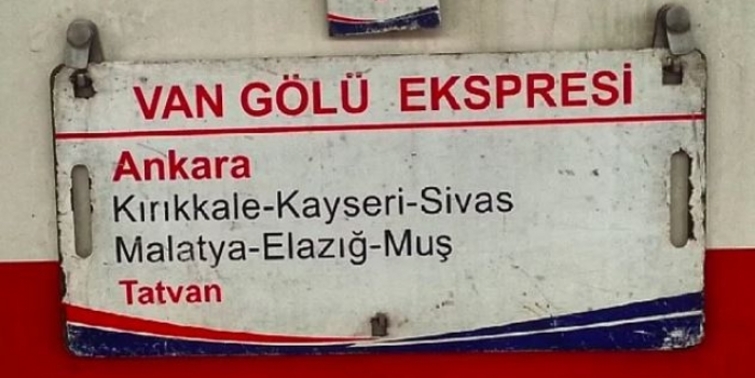 VAN GÖLÜ EKSPRESİ
Ankara
Kırıkkale-Kayseri-Sivas
Malatya-Elazığ-Muş
Tatvan